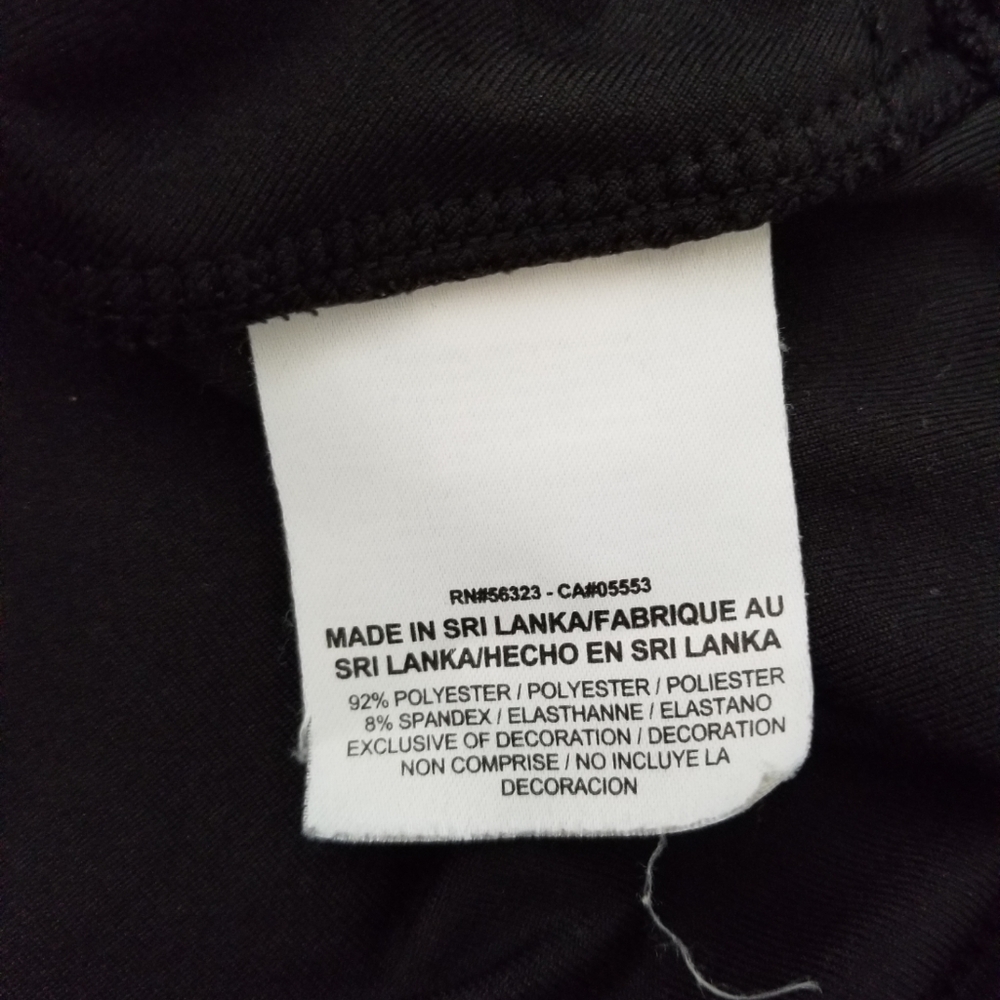 RN#56323 - CA#05553
MADE IN SRI LANKA/FABRIQUE AU
SRI LANKA/HECHO EN SRI LANKA
92% POLYESTER / POLYESTER / POLIESTER
8% SPANDEX / ELASTHANNE / ELASTANO
EXCLUSIVE OF DECORATION / DECORATION
NON COMPRISE / NO INCLUYE LA
DECORACION